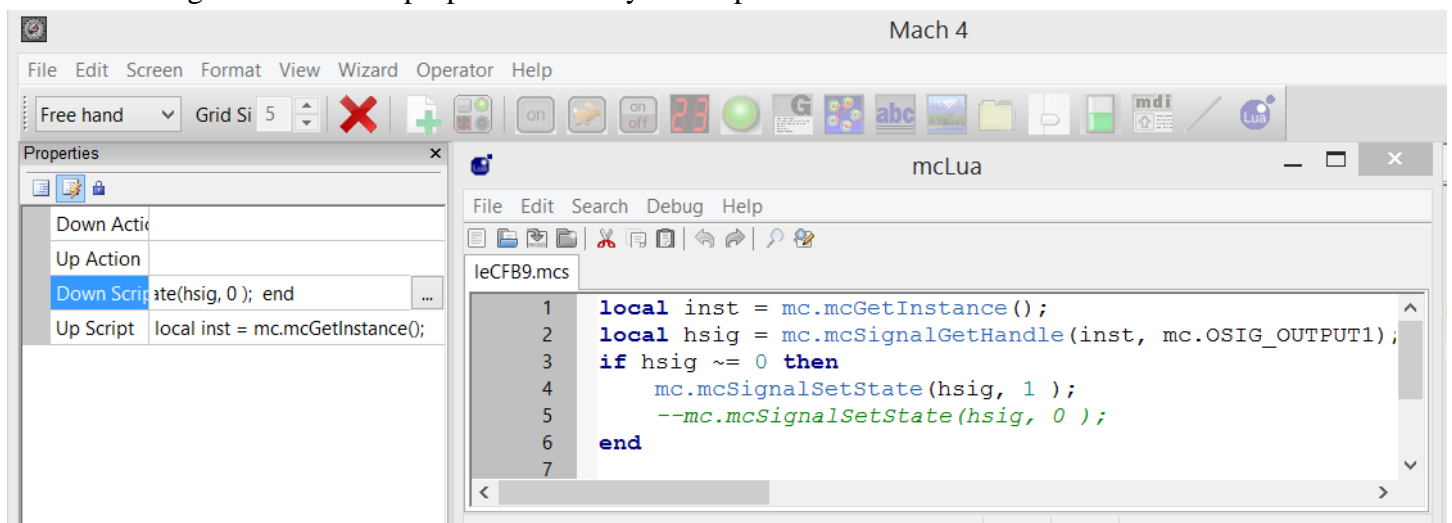 Mach 4
File Edit Screen Format View Wizard Operator Help
Free hand Grid Si 5 on on off 23 G abc mdi Lua
Properties ×
mcLua
File Edit Search Debug Help
Down Actio
Up Action
Down Scrip ate(hsig, 0 ); end ...
Up Script local inst = mc.mcGetInstance();
leCFB9.mcs
1 local inst = mc.mcGetInstance();
2 local hsig = mc.mcSignalGetHandle(inst, mc.OSIG_OUTPUT1);
3 if hsig ~= 0 then
4 mc.mcSignalSetState(hsig, 1 );
5 --mc.mcSignalSetState(hsig, 0 );
6 end
7